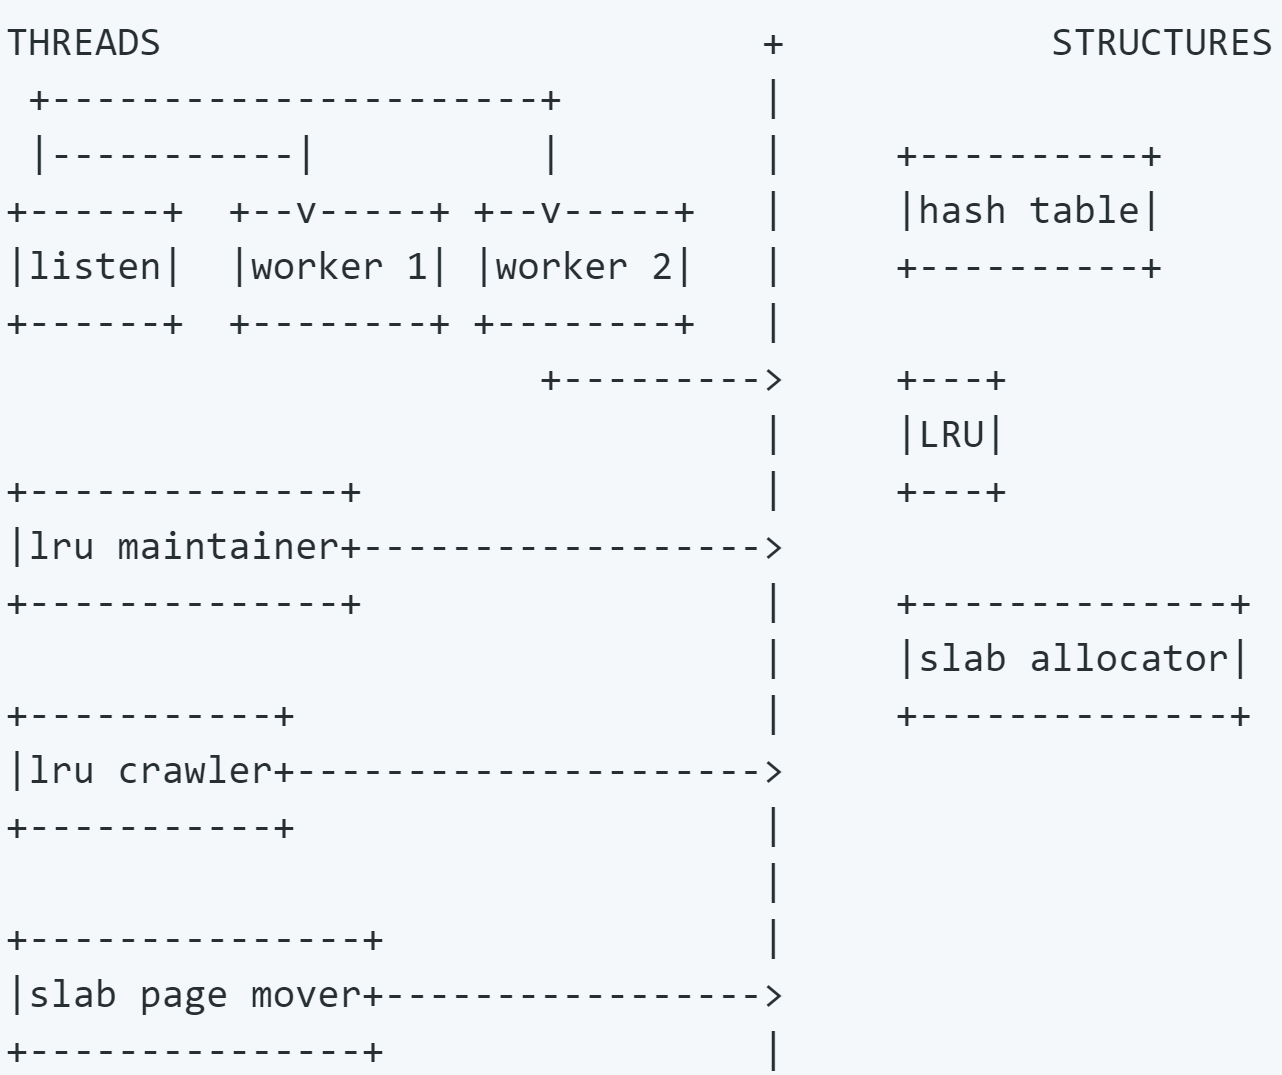 THREADS                           +            STRUCTURES
 +----------------------+         |
 |-----------|          |         |     +----------+
+------+  +--v-----+ +--v-----+   |     |hash table|
|listen|  |worker 1| |worker 2|   |     +----------+
+------+  +--------+ +--------+   |
                        +--------->     +---+
                                  |     |LRU|
+--------------+                  |     +---+
|lru maintainer+------------------>
+--------------+                  |     +--------------+
                                  |     |slab allocator|
+-----------+                     |     +--------------+
|lru crawler+--------------------->
+-----------+                     |
                                  |
+---------------+                 |
|slab page mover+----------------->
+---------------+                 |